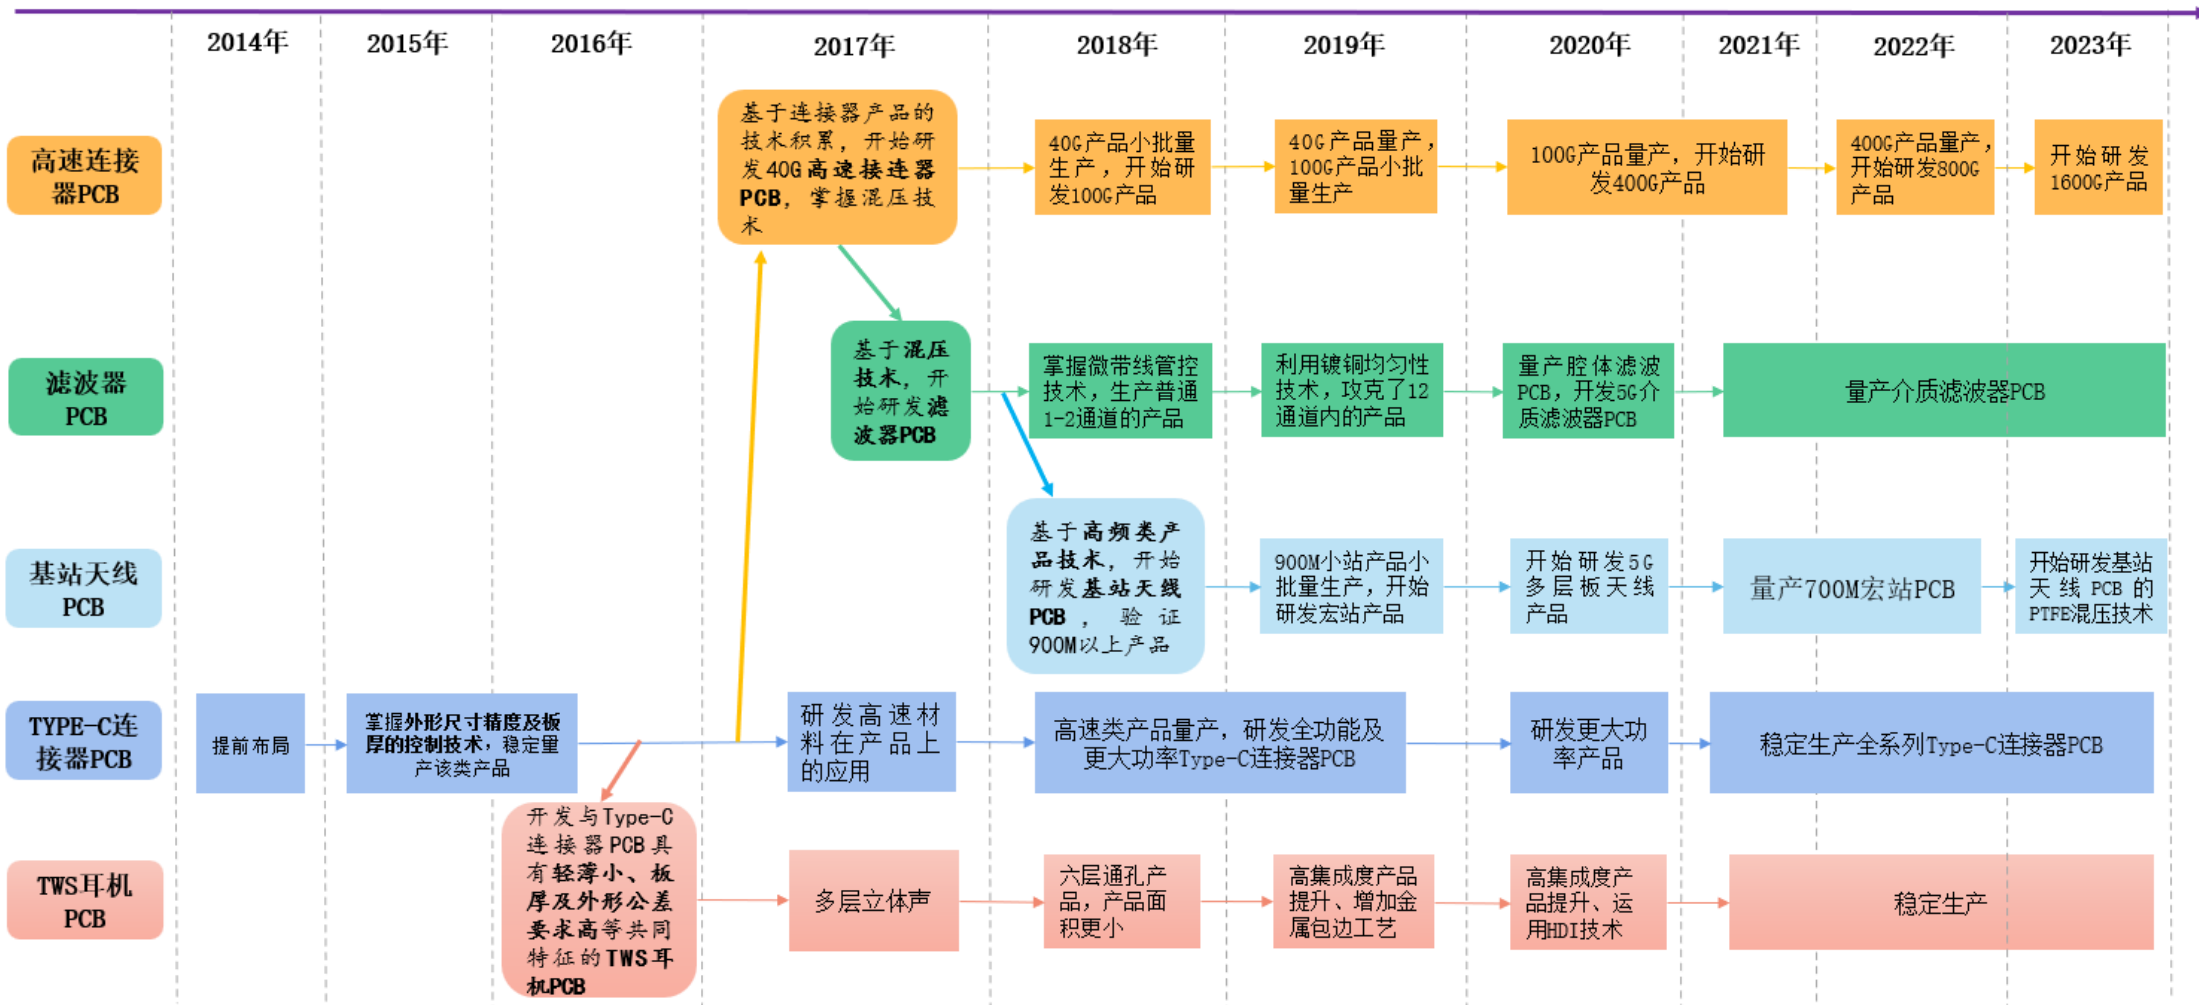 2014年
2015年
2016年
2017年
2018年
2019年
2020年
2021年
2022年
2023年
高速连接
器PCB
基于连接器产品的
技术积累，开始研
发40G高速接连器
PCB，掌握混压技
术
40G产品小批量
生产，开始研
发100G产品
40G产品量产，
100G产品小批
量生产
100G产品量产，开始研
发400G产品
400G产品量产，
开始研发800G
产品
开始研发
1600G产品
滤波器
PCB
基于混压
技术，开
始研发滤
波器PCB
掌握微带线管控
技术，生产普通
1-2通道的产品
利用镀铜均匀性
技术，攻克了12
通道内的产品
量产腔体滤波
PCB，开发5G介
质滤波器PCB
量产介质滤波器PCB
基站天线
PCB
基于高频类产
品技术，开始
研发基站天线
PCB，验证
900M以上产品
900M小站产品小
批量生产，开始
研发宏站产品
开始研发5G
多层板天线
产品
量产700M宏站PCB
开始研发基站
天线PCB的
PTFE混压技术
TYPE-C连
接器PCB
提前布局
掌握外形尺寸精度及板
厚的控制技术，稳定量
产该类产品
研发高速材
料在产品上
的应用
高速类产品量产，研发全功能及
更大功率Type-C连接器PCB
研发更大功
率产品
稳定生产全系列Type-C连接器PCB
TWS耳机
PCB
开发与Type-C
连接器PCB具
有轻薄小、板
厚及外形公差
要求高等共同
特征的TWS耳
机PCB
多层立体声
六层通孔产
品，产品面
积更小
高集成度产品
提升、增加金
属包边工艺
高集成度产
品提升、运
用HDI技术
稳定生产